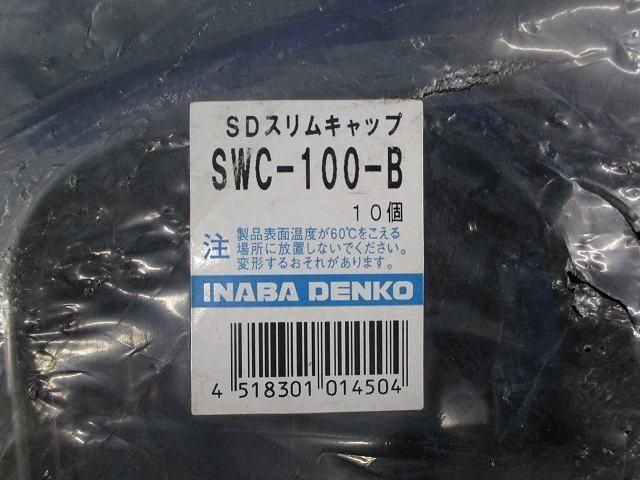 SDスリムキャップ
SWC-100-B
10個
注
製品表面温度が60℃をこえる
場所に放置しないでください。
変形するおそれがあります。
INABA DENKO
4 518301 014504